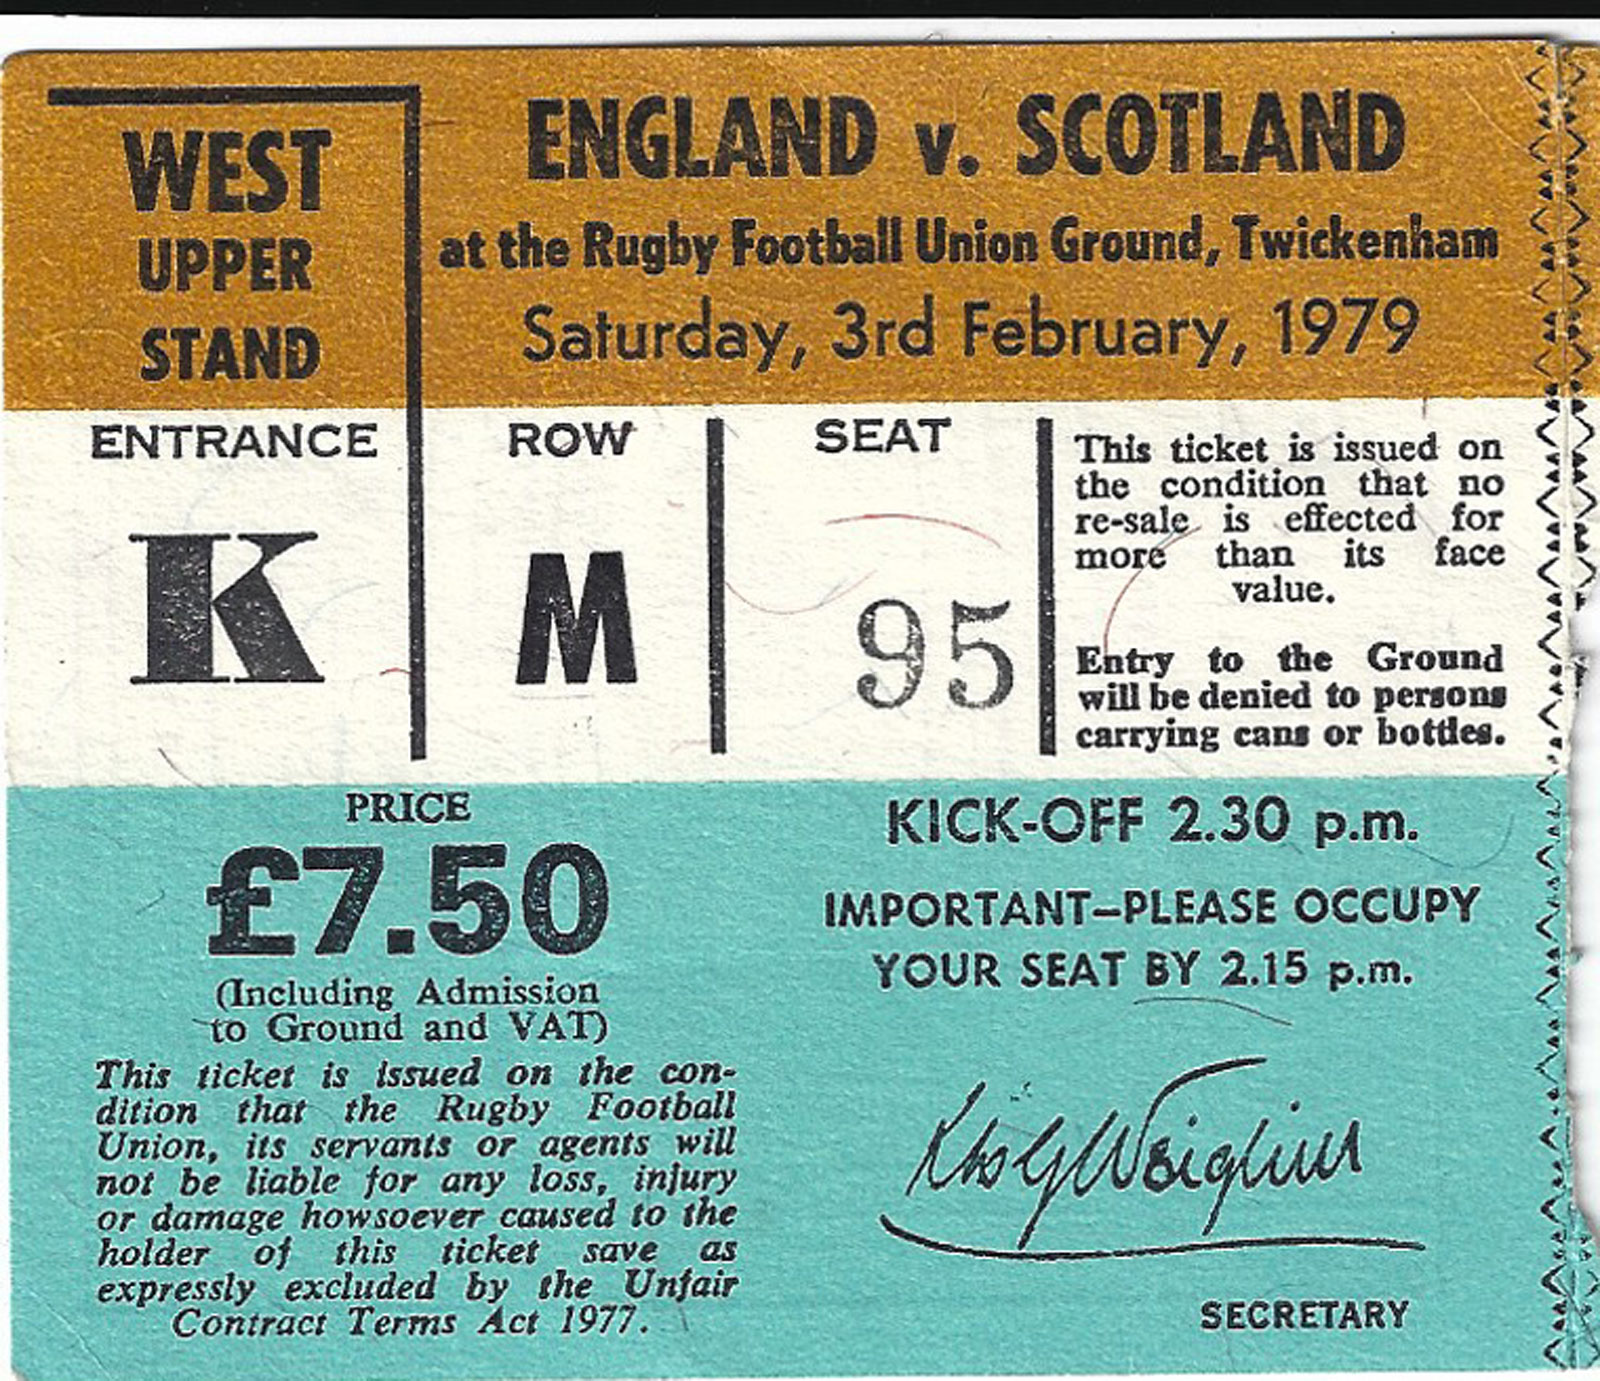 WEST
UPPER
STAND
ENGLAND v. SCOTLAND
at the Rugby Football Union Ground, Twickenham
Saturday, 3rd February, 1979
ENTRANCE
K
ROW
M
SEAT
95
This ticket is issued on
the condition that no
re-sale is effected for
more than its face
value.
Entry to the Ground
will be denied to persons
carrying cans or bottles.
PRICE
£7.50
(Including Admission
to Ground and VAT)
This ticket is issued on the con-
dition that the Rugby Football
Union, its servants or agents will
not be liable for any loss, injury
or damage howsoever caused to the
holder of this ticket save as
expressly excluded by the Unfair
Contract Terms Act 1977.
KICK-OFF 2.30 p.m.
IMPORTANT–PLEASE OCCUPY
YOUR SEAT BY 2.15 p.m.
SECRETARY